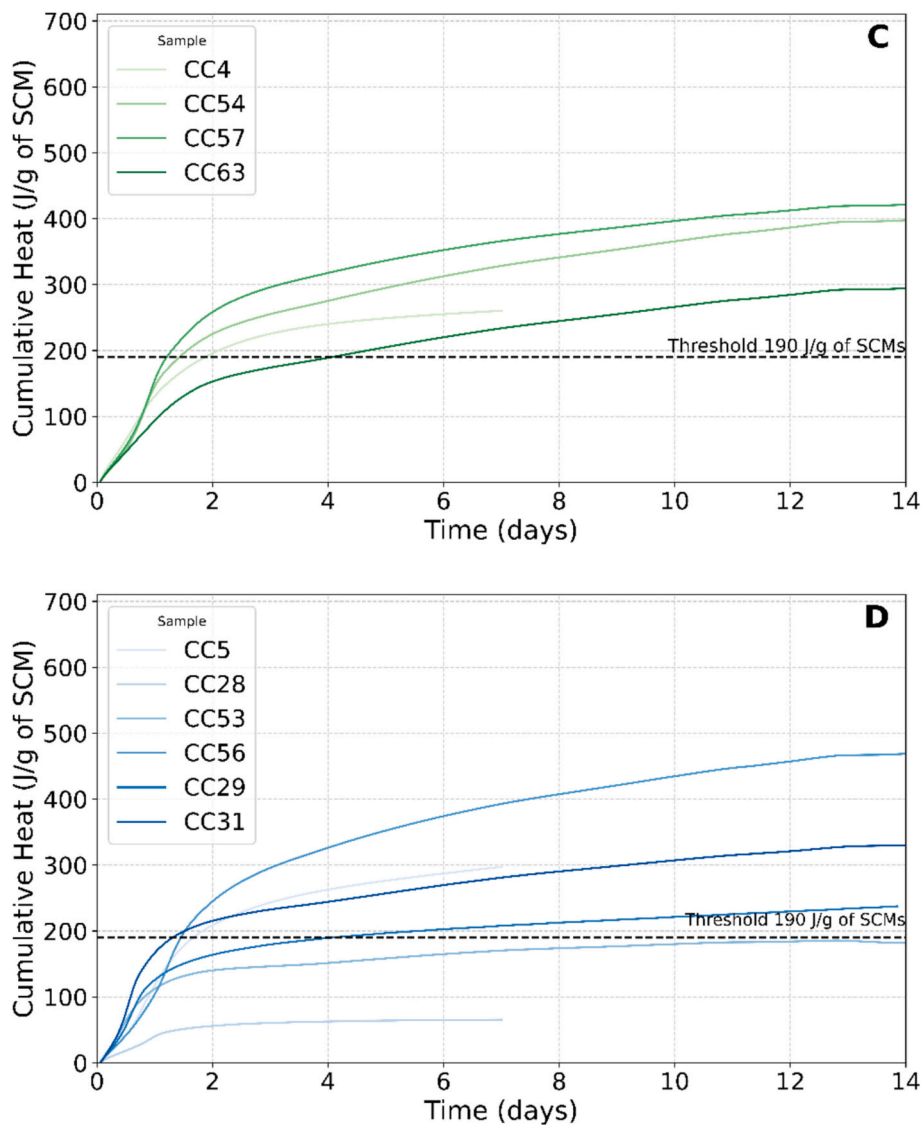 C
Sample
CC4
CC54
CC57
CC63
700
600
500
400
300
200
100
0
Threshold 190 J/g of SCMs
0 2 4 6 8 10 12 14
Cumulative Heat (J/g of SCM)
Time (days)
D
Sample
CC5
CC28
CC53
CC56
CC29
CC31
700
600
500
400
300
200
100
0
Threshold 190 J/g of SCMs
0 2 4 6 8 10 12 14
Cumulative Heat (J/g of SCM)
Time (days)